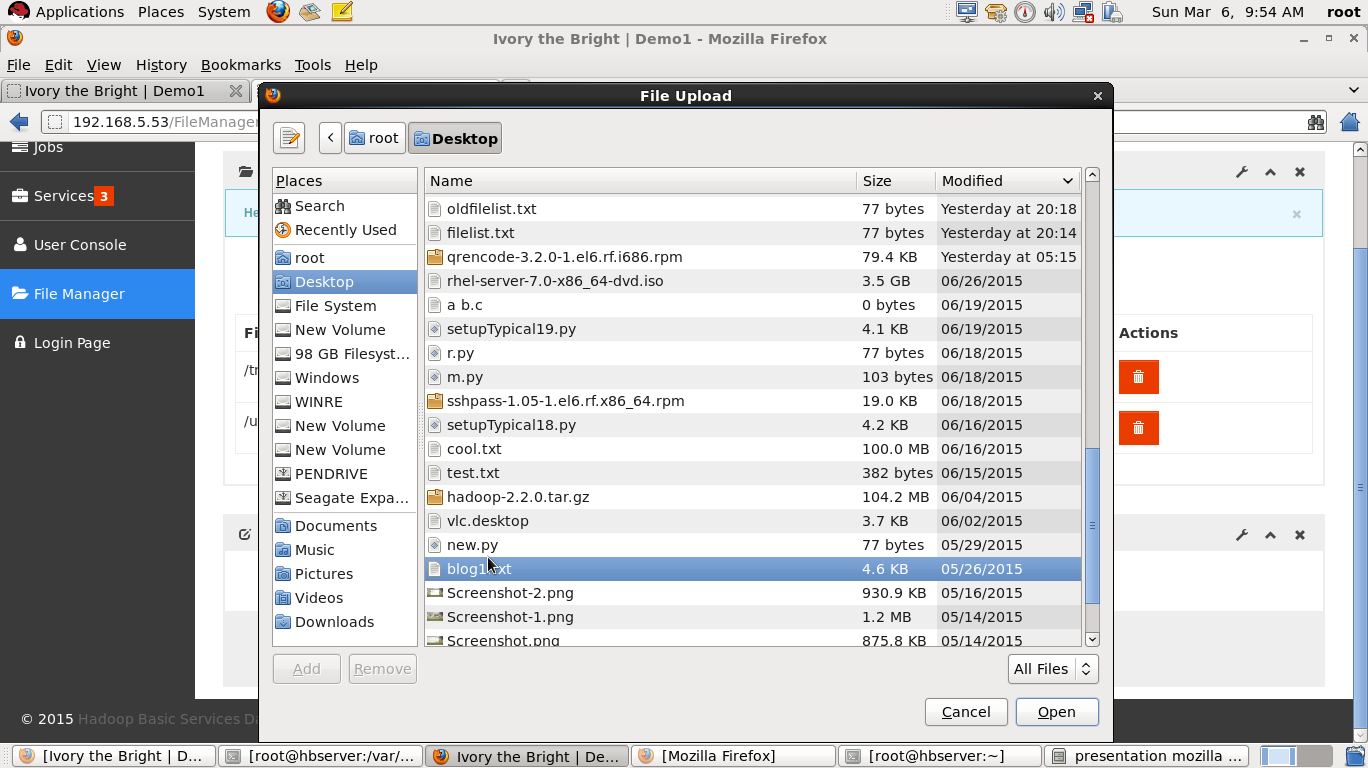 Applications Places System Sun Mar 6, 9:54 AM root
Ivory the Bright | Demo1 - Mozilla Firefox
File Edit View History Bookmarks Tools Help
Ivory the Bright | Demo1
192.168.5.53/FileManager
Jobs
Services 3
User Console
File Manager
Login Page
© 2015 Hadoop Basic Services
Actions
File Upload
root Desktop
Places
Search
Recently Used
root
Desktop
File System
New Volume
98 GB Filesyst...
Windows
WINRE
New Volume
New Volume
PENDRIVE
Seagate Expa...
Documents
Music
Pictures
Videos
Downloads
Name Size Modified
oldfilelist.txt 77 bytes Yesterday at 20:18
filelist.txt 77 bytes Yesterday at 20:14
qrencode-3.2.0-1.el6.rf.i686.rpm 79.4 KB Yesterday at 05:15
rhel-server-7.0-x86_64-dvd.iso 3.5 GB 06/26/2015
a b.c 0 bytes 06/19/2015
setupTypical19.py 4.1 KB 06/19/2015
r.py 77 bytes 06/18/2015
m.py 103 bytes 06/18/2015
sshpass-1.05-1.el6.rf.x86_64.rpm 19.0 KB 06/18/2015
setupTypical18.py 4.2 KB 06/16/2015
cool.txt 100.0 MB 06/16/2015
test.txt 382 bytes 06/15/2015
hadoop-2.2.0.tar.gz 104.2 MB 06/04/2015
vlc.desktop 3.7 KB 06/02/2015
new.py 77 bytes 05/29/2015
blog1.txt 4.6 KB 05/26/2015
Screenshot-2.png 930.9 KB 05/16/2015
Screenshot-1.png 1.2 MB 05/14/2015
Screenshot.png 875.8 KB 05/14/2015
Add Remove All Files
Cancel Open
[Ivory the Bright | D... [root@hbserver:/var/... Ivory the Bright | De... [Mozilla Firefox] [root@hbserver:~] presentation mozilla ...